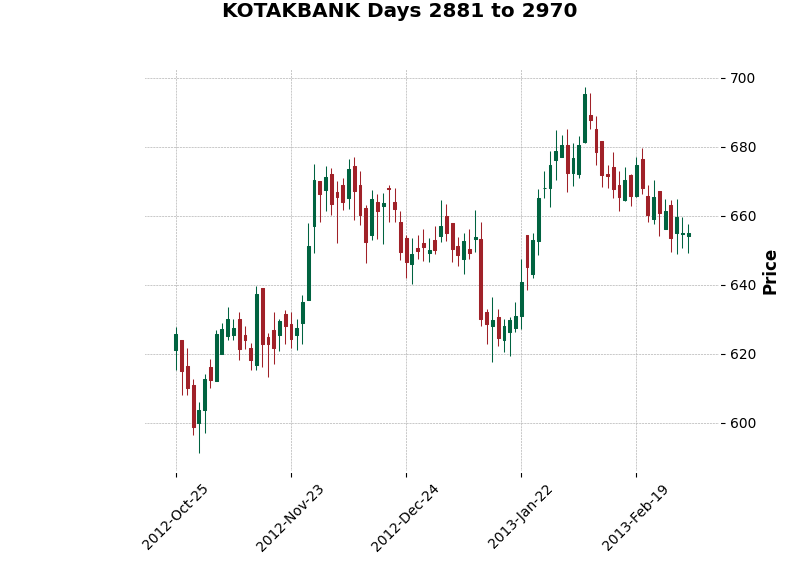 KOTAKBANK Days 2881 to 2970
700
680
660
640
620
600
Price
2012-Oct-25
2012-Nov-23
2012-Dec-24
2013-Jan-22
2013-Feb-19